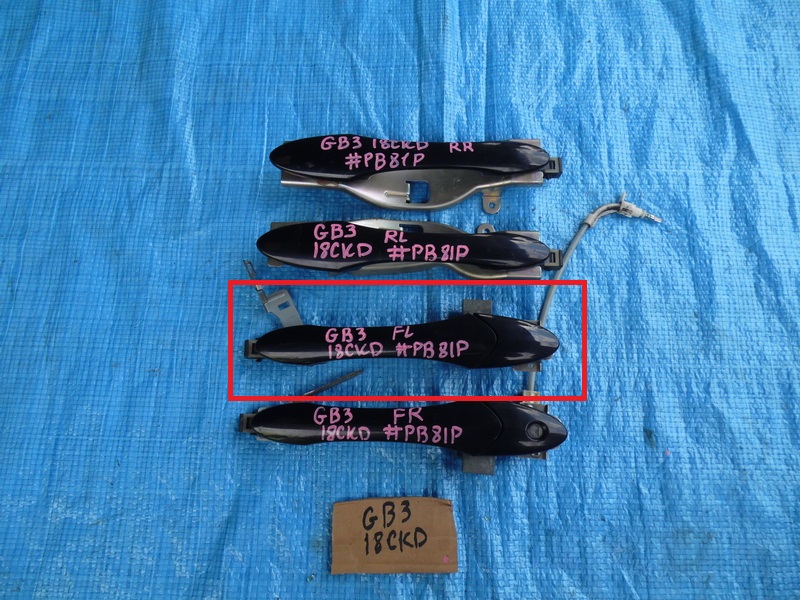 GB3 18CKD RR
#PB81P
GB3 RL
18CKD #PB81P
GB3 FL
18CKD #PB81P
GB3 FR
18CKD #PB81P
GB3
18CKD